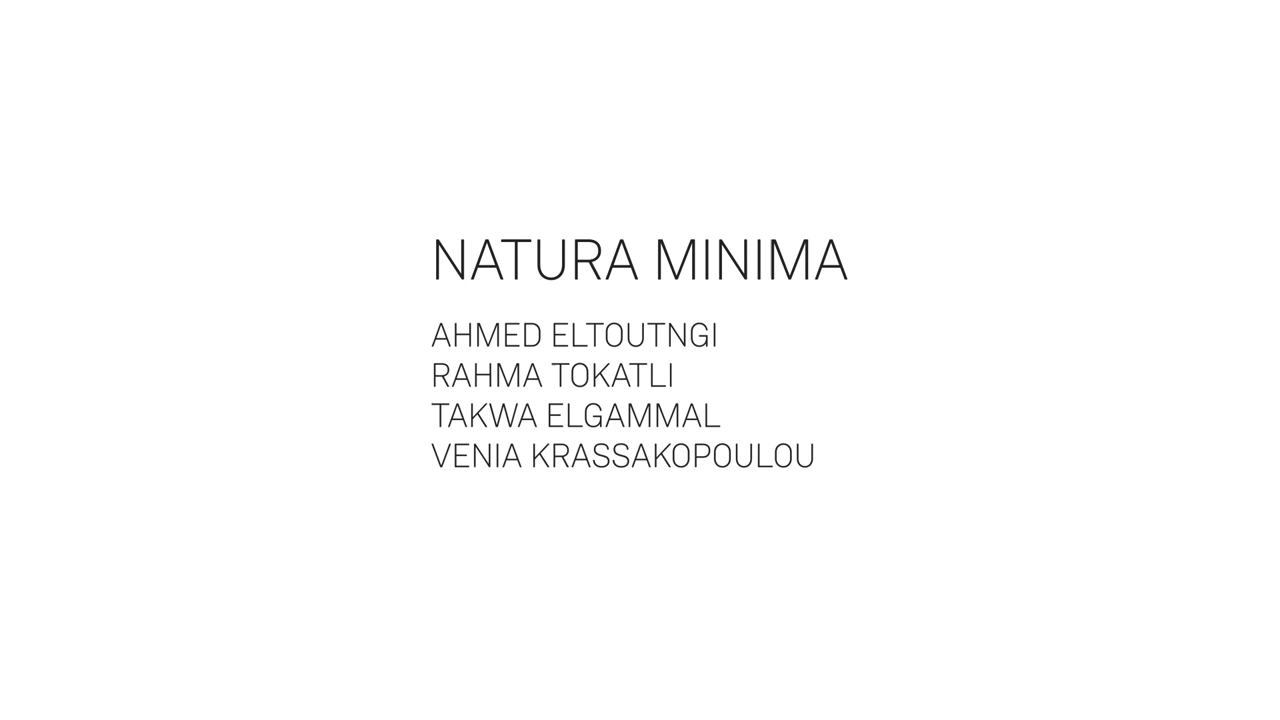 NATURA MINIMA
AHMED ELTOUTNGI
RAHMA TOKATLI
TAKWA ELGAMMAL
VENIA KRASSAKOPOULOU